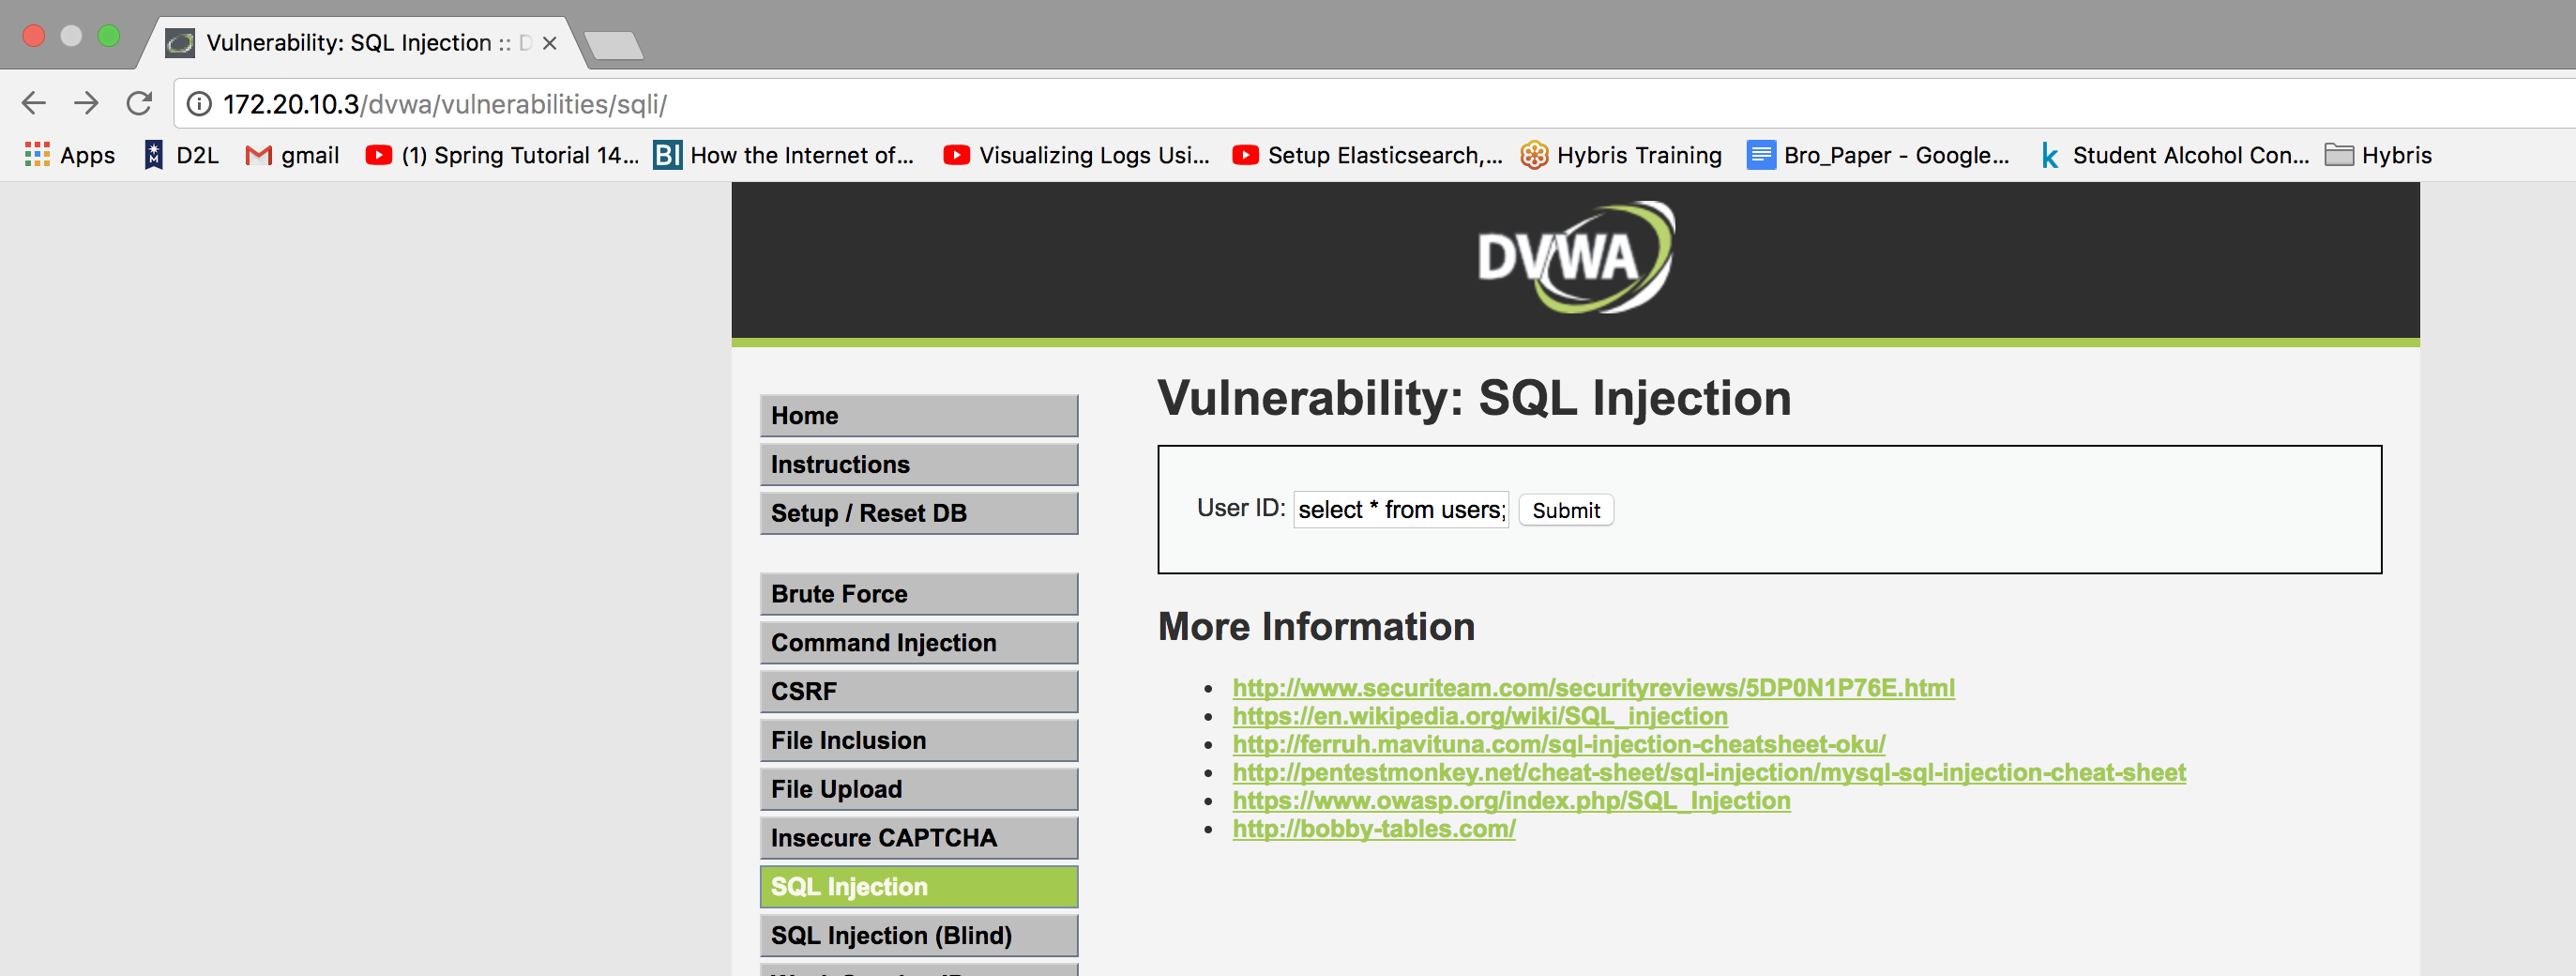 Vulnerability: SQL Injection :: D
172.20.10.3/dvwa/vulnerabilities/sqli/
Apps D2L gmail (1) Spring Tutorial 14... BI How the Internet of... Visualizing Logs Usi... Setup Elasticsearch,... Hybris Training Bro_Paper - Google... k Student Alcohol Con... Hybris
DVWA
Home
Instructions
Setup / Reset DB
Brute Force
Command Injection
CSRF
File Inclusion
File Upload
Insecure CAPTCHA
SQL Injection
SQL Injection (Blind)
Vulnerability: SQL Injection
User ID: select * from users; Submit
More Information
http://www.securiteam.com/securityreviews/5DP0N1P76E.html
https://en.wikipedia.org/wiki/SQL_injection
http://ferruh.mavituna.com/sql-injection-cheatsheet-oku/
http://pentestmonkey.net/cheat-sheet/sql-injection/mysql-sql-injection-cheat-sheet
https://www.owasp.org/index.php/SQL_Injection
http://bobby-tables.com/